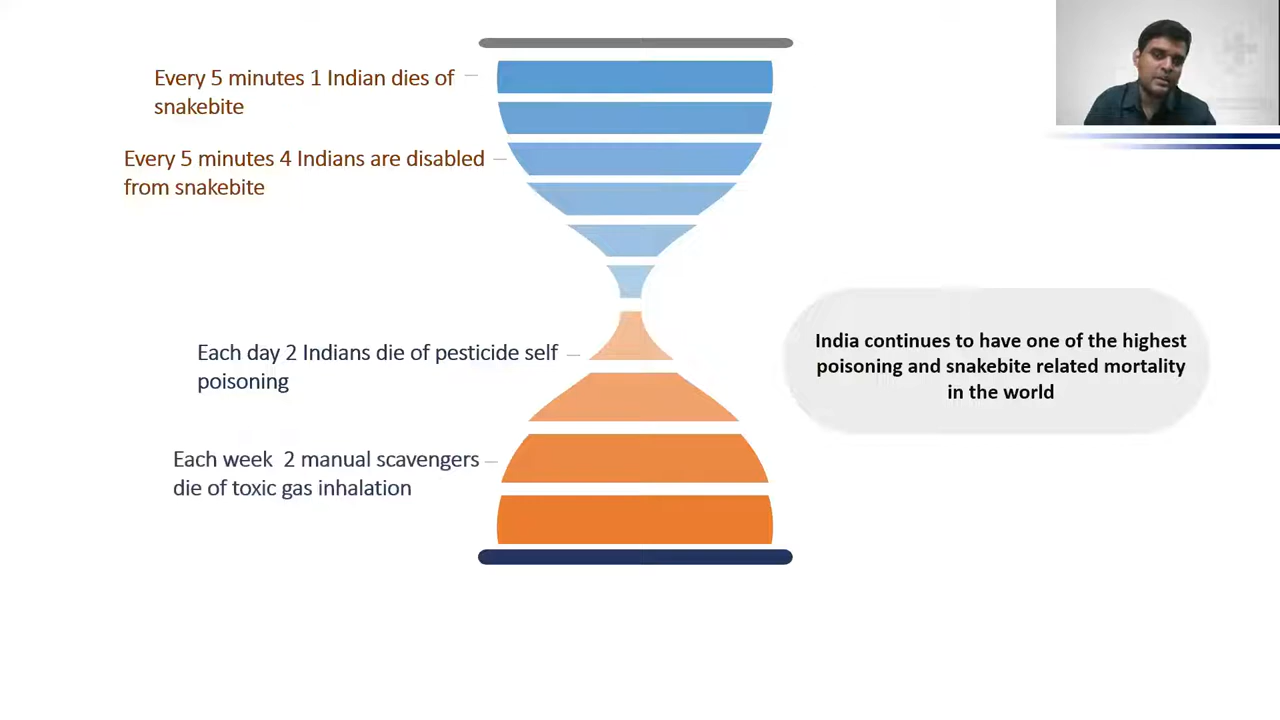 Every 5 minutes 1 Indian dies of
snakebite
Every 5 minutes 4 Indians are disabled
from snakebite
Each day 2 Indians die of pesticide self
poisoning
Each week  2 manual scavengers
die of toxic gas inhalation
India continues to have one of the highest
poisoning and snakebite related mortality
in the world